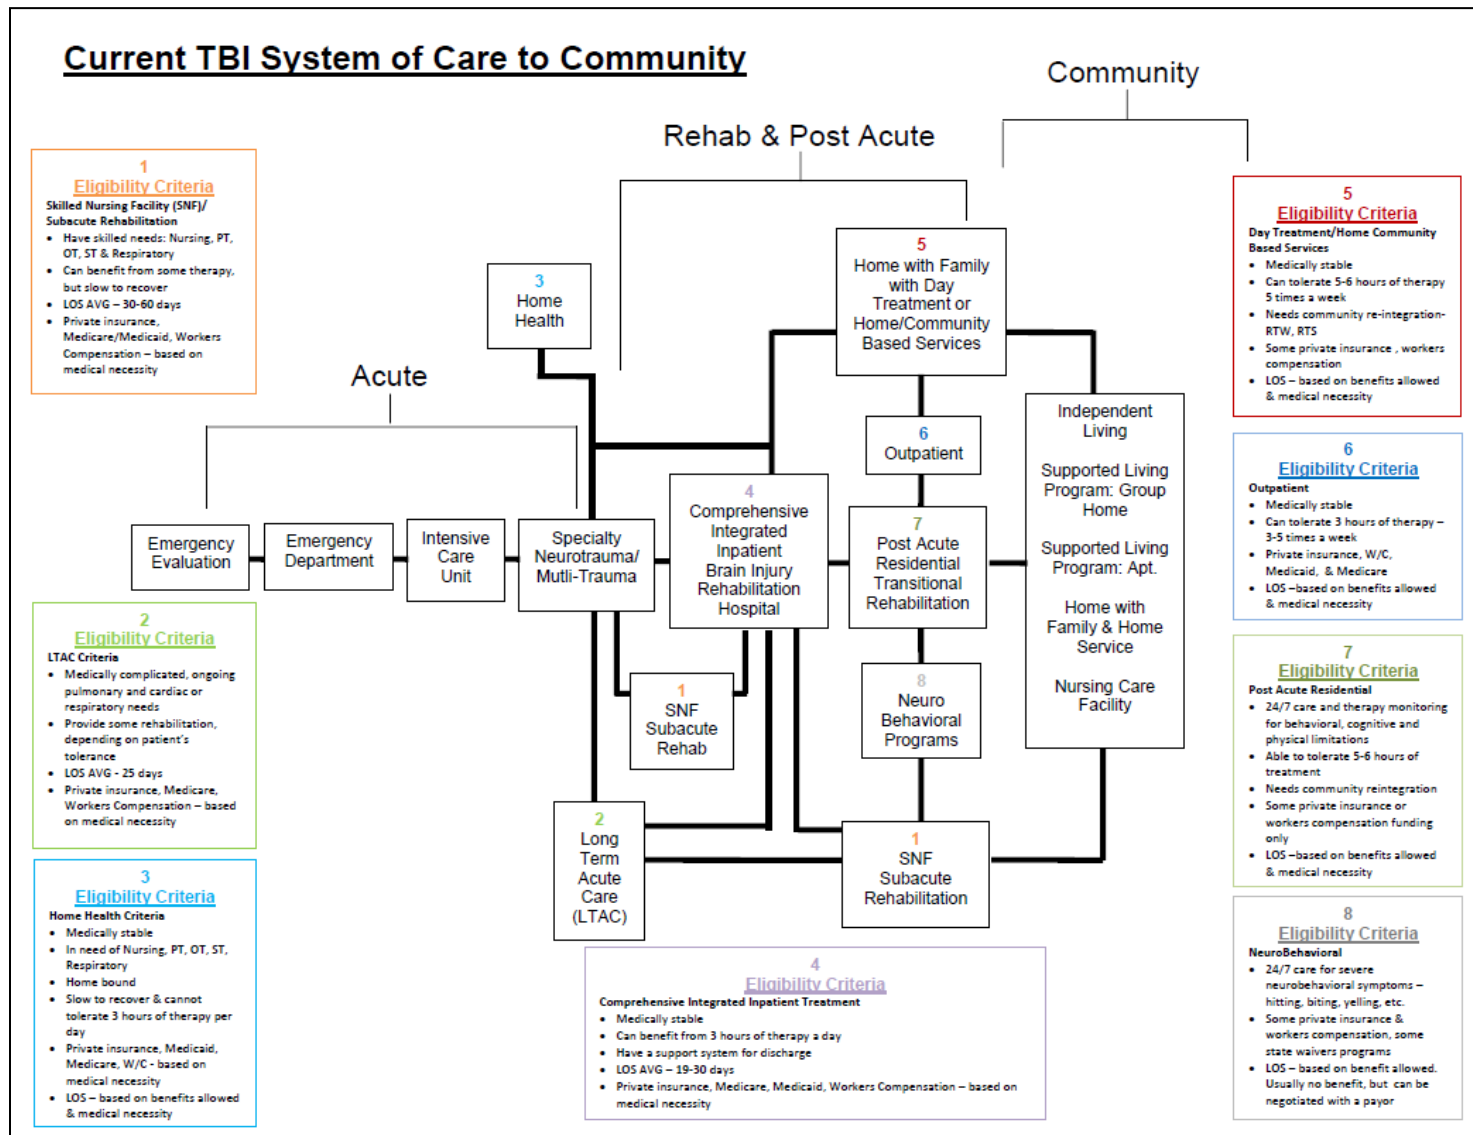 Current TBI System of Care to Community
Community
Rehab & Post Acute
Acute
1
Eligibility Criteria
Skilled Nursing Facility (SNF)/
Subacute Rehabilitation
• Have skilled needs: Nursing, PT,
OT, ST & Respiratory
• Can benefit from some therapy,
but slow to recover
• LOS AVG – 30-60 days
• Private insurance,
Medicare/Medicaid, Workers
Compensation – based on
medical necessity
2
Eligibility Criteria
LTAC Criteria
• Medically complicated, ongoing
pulmonary and cardiac or
respiratory needs
• Provide some rehabilitation,
depending on patient's
tolerance
• LOS AVG - 25 days
• Private insurance, Medicare,
Workers Compensation – based
on medical necessity
3
Eligibility Criteria
Home Health Criteria
• Medically stable
• In need of Nursing, PT, OT, ST,
Respiratory
• Home bound
• Slow to recover & cannot
tolerate 3 hours of therapy per
day
• Private insurance, Medicaid,
Medicare, W/C - based on
medical necessity
• LOS – based on benefits allowed
& medical necessity
Emergency
Evaluation
Emergency
Department
Intensive
Care
Unit
Specialty
Neurotrauma/
Mutli-Trauma
3
Home
Health
4
Comprehensive
Integrated
Inpatient
Brain Injury
Rehabilitation
Hospital
1
SNF
Subacute
Rehab
2
Long
Term
Acute
Care
(LTAC)
5
Home with Family
with Day
Treatment or
Home/Community
Based Services
6
Outpatient
7
Post Acute
Residential
Transitional
Rehabilitation
8
Neuro
Behavioral
Programs
1
SNF
Subacute
Rehabilitation
Independent
Living
Supported Living
Program: Group
Home
Supported Living
Program: Apt.
Home with
Family & Home
Service
Nursing Care
Facility
4
Eligibility Criteria
Comprehensive Integrated Inpatient Treatment
• Medically stable
• Can benefit from 3 hours of therapy a day
• Have a support system for discharge
• LOS AVG – 19-30 days
• Private insurance, Medicare, Medicaid, Workers Compensation – based on
medical necessity
5
Eligibility Criteria
Day Treatment/Home Community
Based Services
• Medically stable
• Can tolerate 5-6 hours of therapy
5 times a week
• Needs community re-integration-
RTW, RTS
• Some private insurance , workers
compensation
• LOS – based on benefits allowed
& medical necessity
6
Eligibility Criteria
Outpatient
• Medically stable
• Can tolerate 3 hours of therapy –
3-5 times a week
• Private insurance, W/C,
Medicaid, & Medicare
• LOS –based on benefits allowed
& medical necessity
7
Eligibility Criteria
Post Acute Residential
• 24/7 care and therapy monitoring
for behavioral, cognitive and
physical limitations
• Able to tolerate 5-6 hours of
treatment
• Needs community reintegration
• Some private insurance or
workers compensation funding
only
• LOS –based on benefits allowed
& medical necessity
8
Eligibility Criteria
NeuroBehavioral
• 24/7 care for severe
neurobehavioral symptoms –
hitting, biting, yelling, etc.
• Some private insurance &
workers compensation, some
state waivers programs
• LOS – based on benefit allowed.
Usually no benefit, but can be
negotiated with a payor